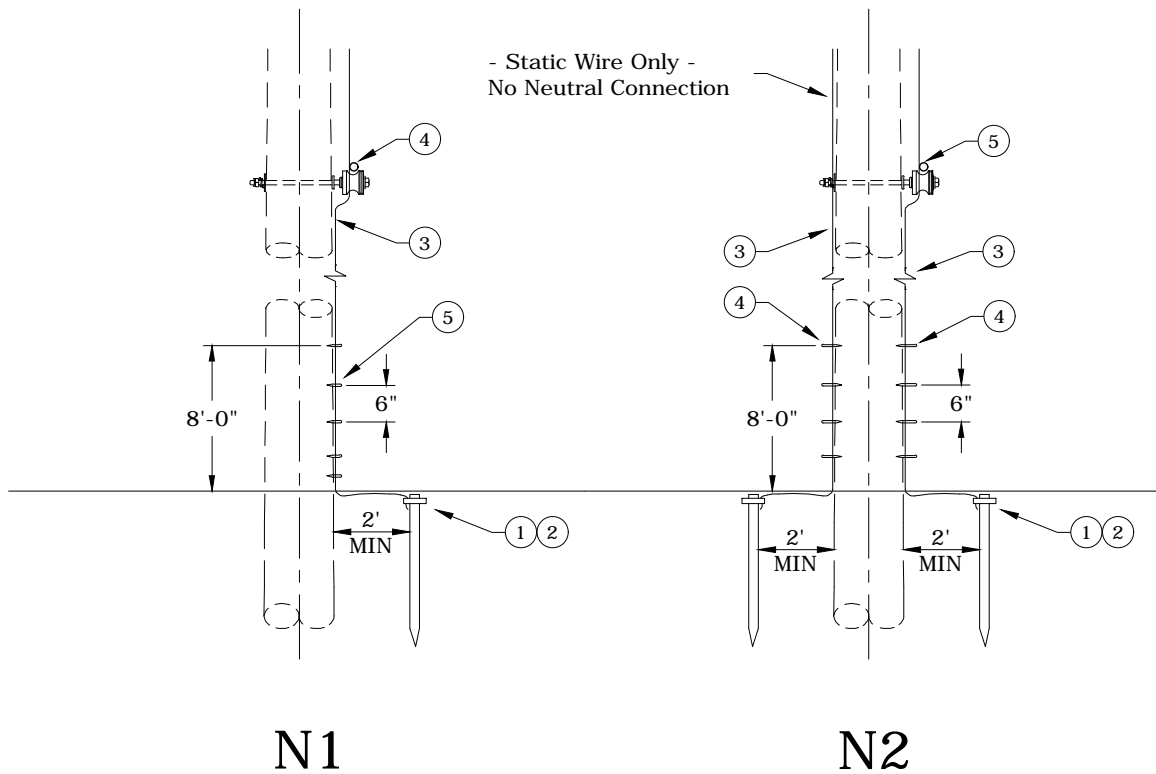 - Static Wire Only -
No Neutral Connection
4
5
3
3
3
5
4
4
8'-0"
6"
8'-0"
6"
2'
MIN
1 2
2'
MIN
2'
MIN
1 2
N1
N2